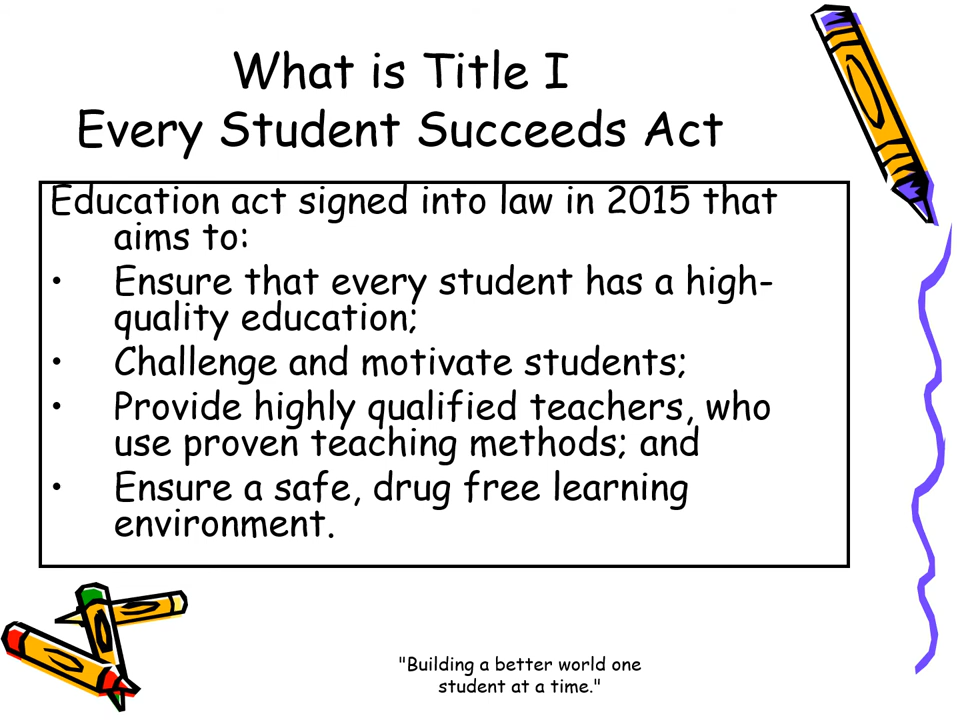 What is Title I
Every Student Succeeds Act
Education act signed into law in 2015 that
aims to:
• Ensure that every student has a high-
quality education;
• Challenge and motivate students;
• Provide highly qualified teachers, who
use proven teaching methods; and
• Ensure a safe, drug free learning
environment.
"Building a better world one
student at a time."